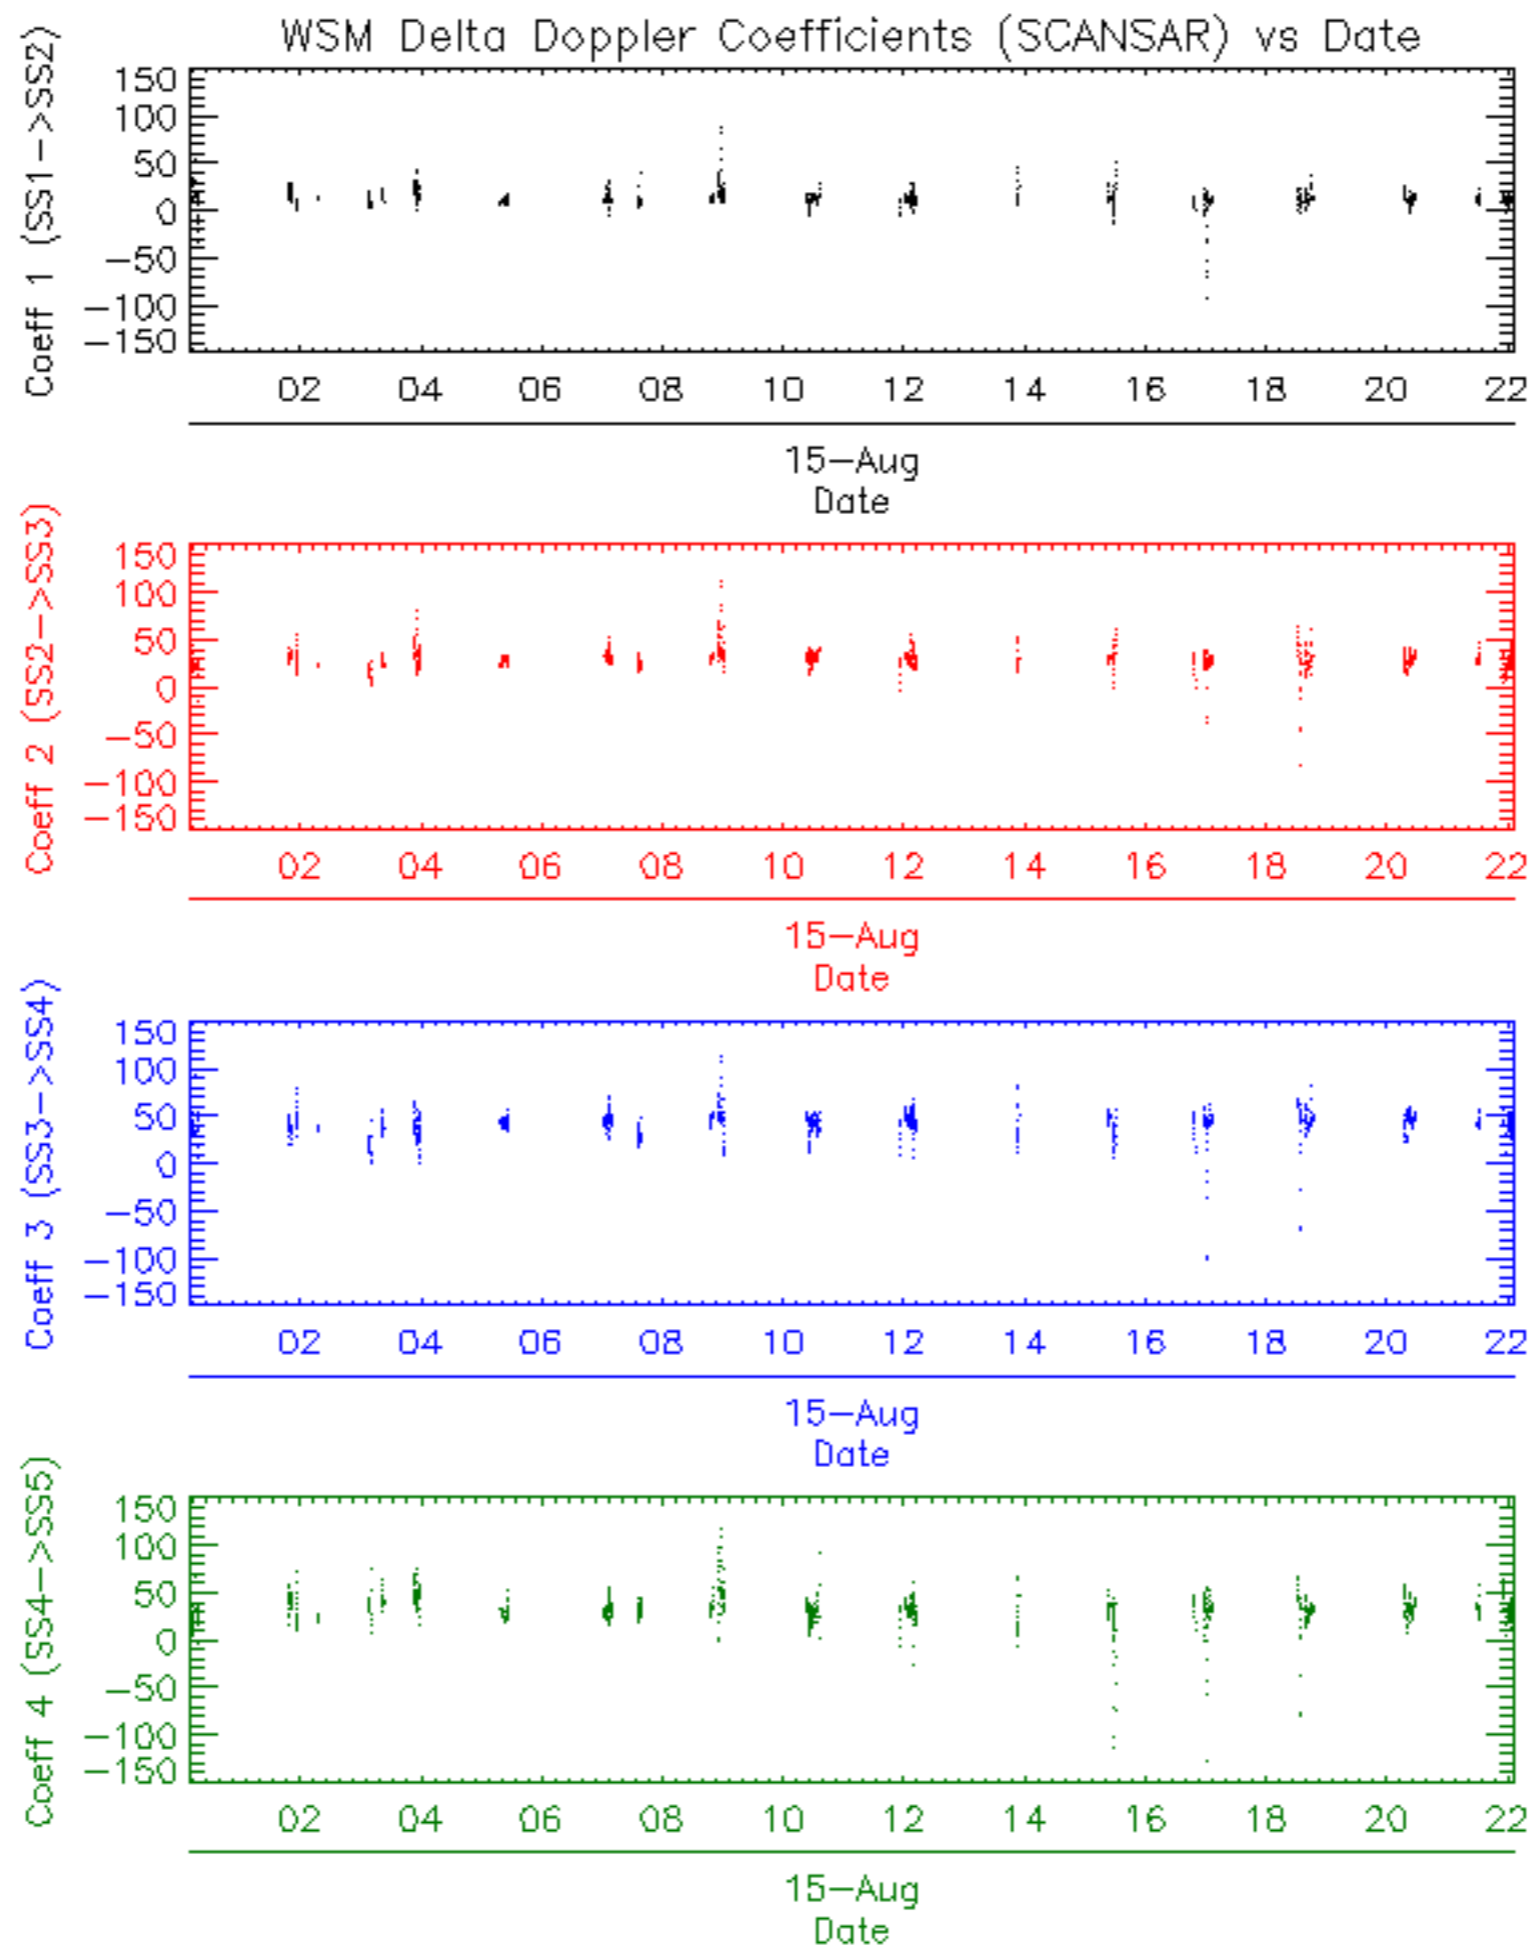 WSM Delta Doppler Coefficients (SCANSAR) vs Date
Coeff 1 (SS1->SS2)
150
100
50
0
-50
-100
-150
02 04 06 08 10 12 14 16 18 20 22
15-Aug
Date
Coeff 2 (SS2->SS3)
150
100
50
0
-50
-100
-150
02 04 06 08 10 12 14 16 18 20 22
15-Aug
Date
Coeff 3 (SS3->SS4)
150
100
50
0
-50
-100
-150
02 04 06 08 10 12 14 16 18 20 22
15-Aug
Date
Coeff 4 (SS4->SS5)
150
100
50
0
-50
-100
-150
02 04 06 08 10 12 14 16 18 20 22
15-Aug
Date